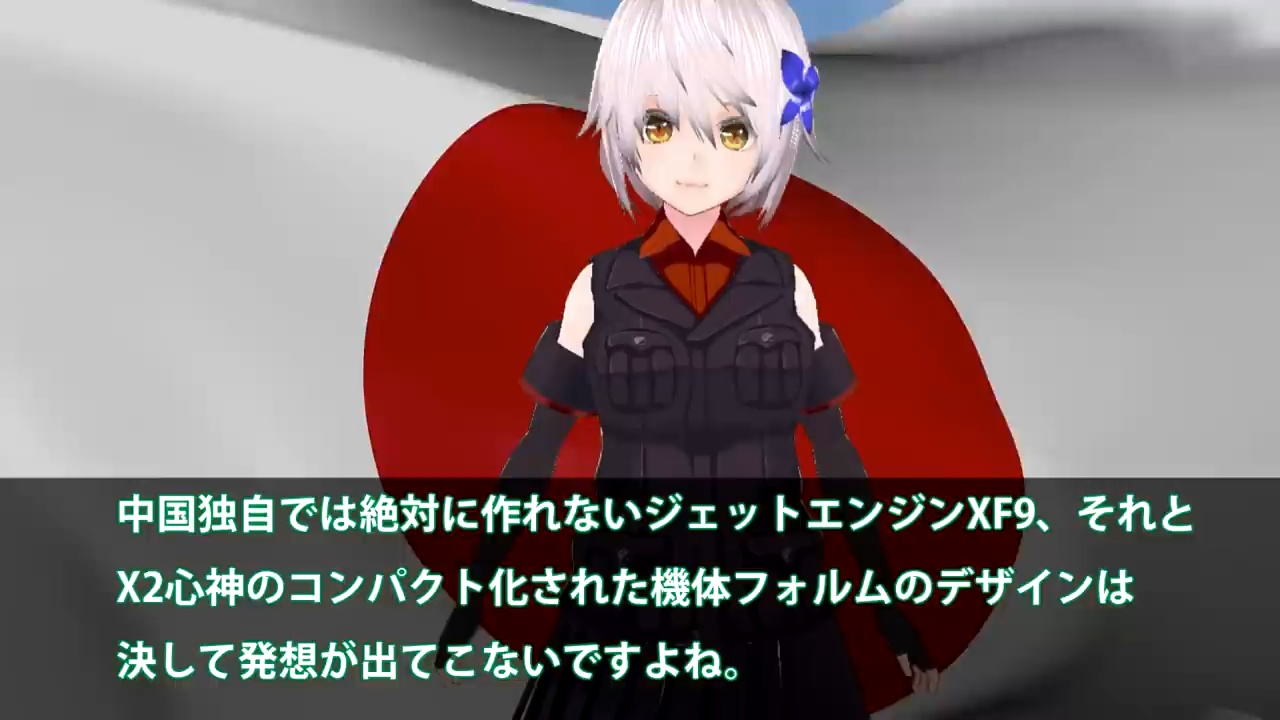 中国独自では絶対に作れないジェットエンジンXF9、それと
X2心神のコンパクト化された機体フォルムのデザインは
決して発想が出てこないですよね。